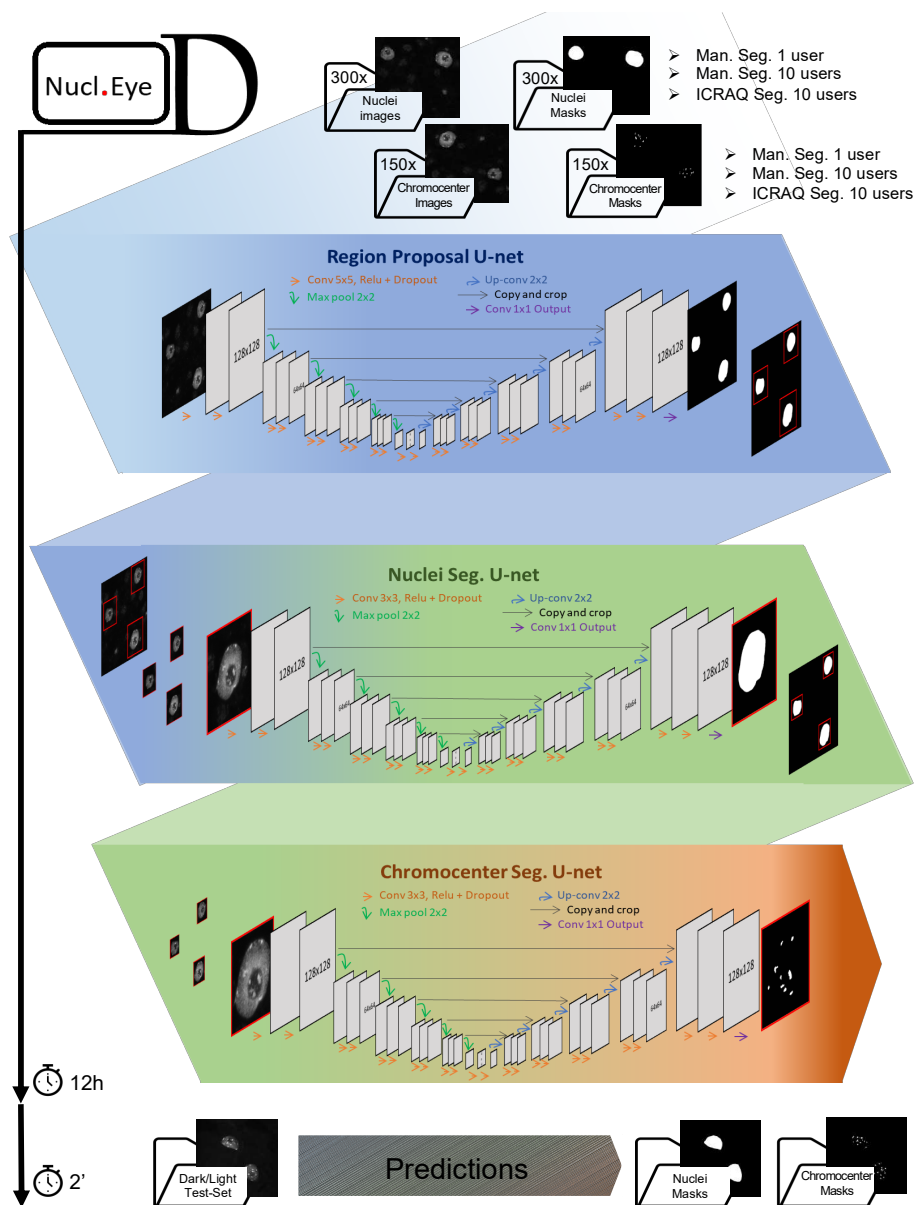 Nucl.Eye D
300x
Nuclei
images
300x
Nuclei
Masks
➢ Man. Seg. 1 user
➢ Man. Seg. 10 users
➢ ICRAQ Seg. 10 users
150x
Chromocenter
Images
150x
Chromocenter
Masks
➢ Man. Seg. 1 user
➢ Man. Seg. 10 users
➢ ICRAQ Seg. 10 users
Region Proposal U-net
Conv 5x5, Relu + Dropout
Max pool 2x2
Up-conv 2x2
Copy and crop
Conv 1x1 Output
128x128
64x64
64x64
128x128
Nuclei Seg. U-net
Conv 3x3, Relu + Dropout
Max pool 2x2
Up-conv 2x2
Copy and crop
Conv 1x1 Output
128x128
64x64
64x64
128x128
Chromocenter Seg. U-net
Conv 3x3, Relu + Dropout
Max pool 2x2
Up-conv 2x2
Copy and crop
Conv 1x1 Output
128x128
64x64
64x64
128x128
12h
2’
Dark/Light
Test-Set
Predictions
Nuclei
Masks
Chromocenter
Masks